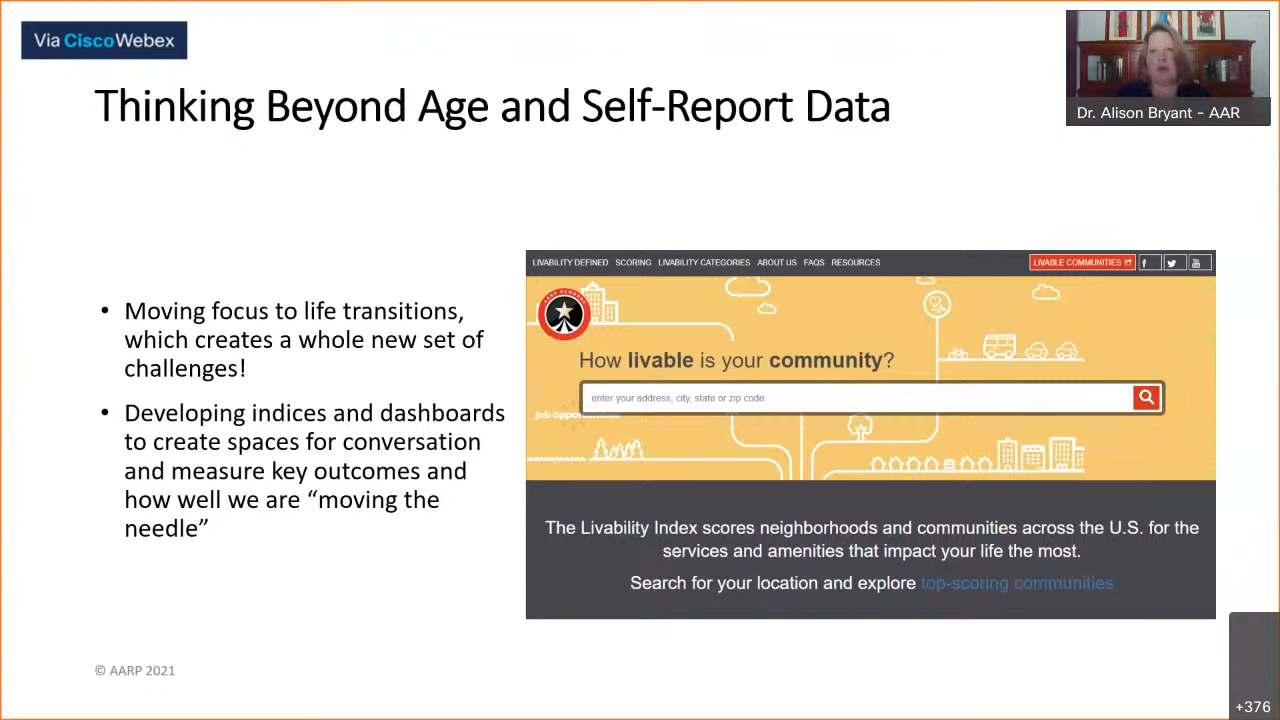 Via CiscoWebex
Dr. Alison Bryant - AAR
Thinking Beyond Age and Self-Report Data
• Moving focus to life transitions,
which creates a whole new set of
challenges!
• Developing indices and dashboards
to create spaces for conversation
and measure key outcomes and
how well we are “moving the
needle”
LIVABILITY DEFINED SCORING LIVABILITY CATEGORIES ABOUT US FAQS RESOURCES
LIVABLE COMMUNITIES
How livable is your community?
enter your address, city, state or zip code
The Livability Index scores neighborhoods and communities across the U.S. for the
services and amenities that impact your life the most.
Search for your location and explore top-scoring communities
© AARP 2021
+376